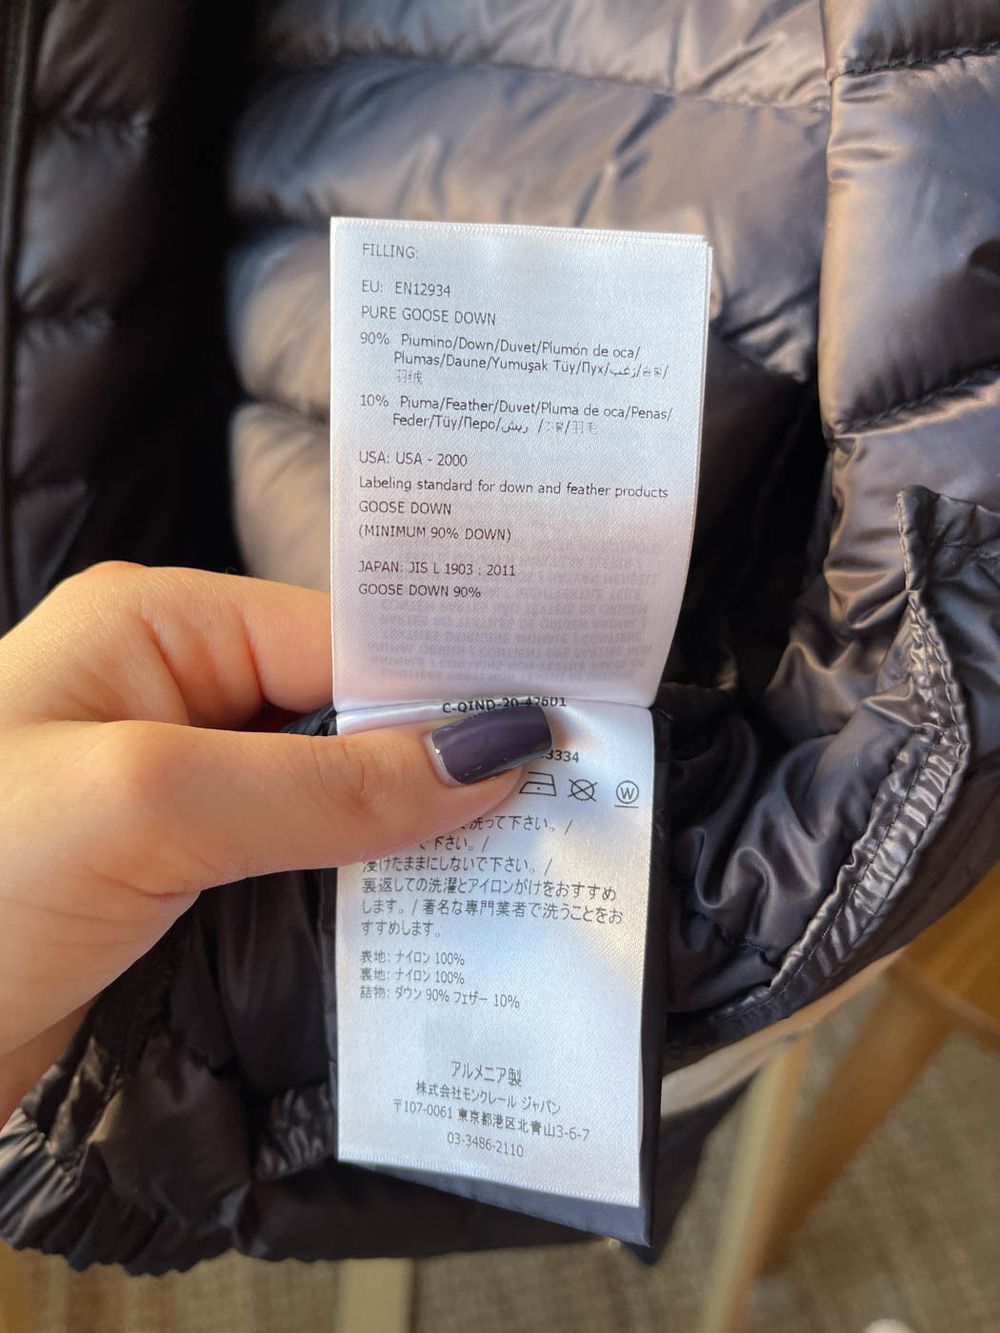 FILLING:
EU: EN12934
PURE GOOSE DOWN
90% Piumino/Down/Duvet/Plumón de oca/
Plumas/Daune/Yumuşak Tüy/Пух/زغب/
羽绒
10% Piuma/Feather/Duvet/Pluma de oca/Penas/
Feder/Tüy/Перо/ريش /羽毛
USA: USA - 2000
Labeling standard for down and feather products
GOOSE DOWN
(MINIMUM 90% DOWN)
JAPAN: JIS L 1903 : 2011
GOOSE DOWN 90%
C-QIND-20-42601
3334
W
て洗って下さい。/
て下さい。/
浸けたままにしないで下さい。/
裏返しての洗濯とアイロンがけをおすすめ
します。/ 著名な専門業者で洗うことをお
すすめします。
表地: ナイロン 100%
裏地: ナイロン 100%
詰物: ダウン 90% フェザー 10%
アルメニア製
株式会社モンクレール ジャパン
〒107-0061 東京都港区北青山3-6-7
03-3486-2110